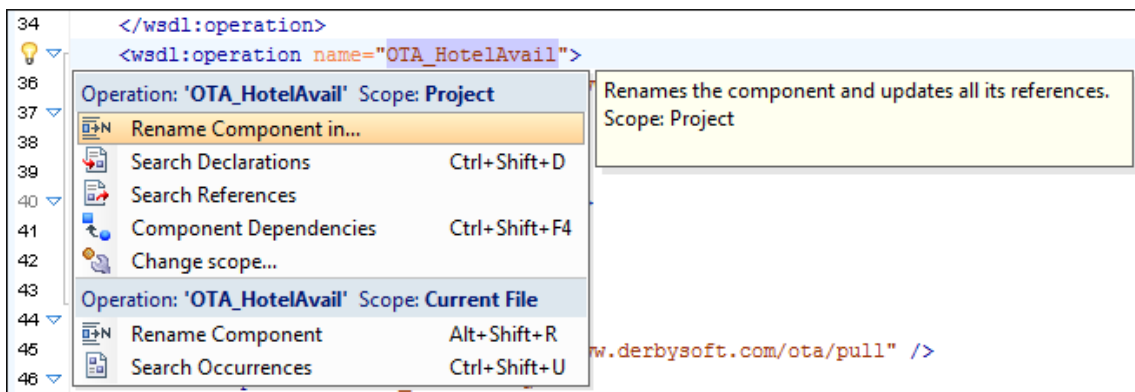 34 </wsdl:operation>
<wsdl:operation name="OTA_HotelAvail">
36 Operation: 'OTA_HotelAvail' Scope: Project
Renames the component and updates all its references.
Scope: Project
37 Rename Component in...
38 Search Declarations Ctrl+Shift+D
39 Search References
40 Component Dependencies Ctrl+Shift+F4
41
42 Change scope...
43 Operation: 'OTA_HotelAvail' Scope: Current File
44 Rename Component Alt+Shift+R
45 w.derbysoft.com/ota/pull" />
Search Occurrences Ctrl+Shift+U
46